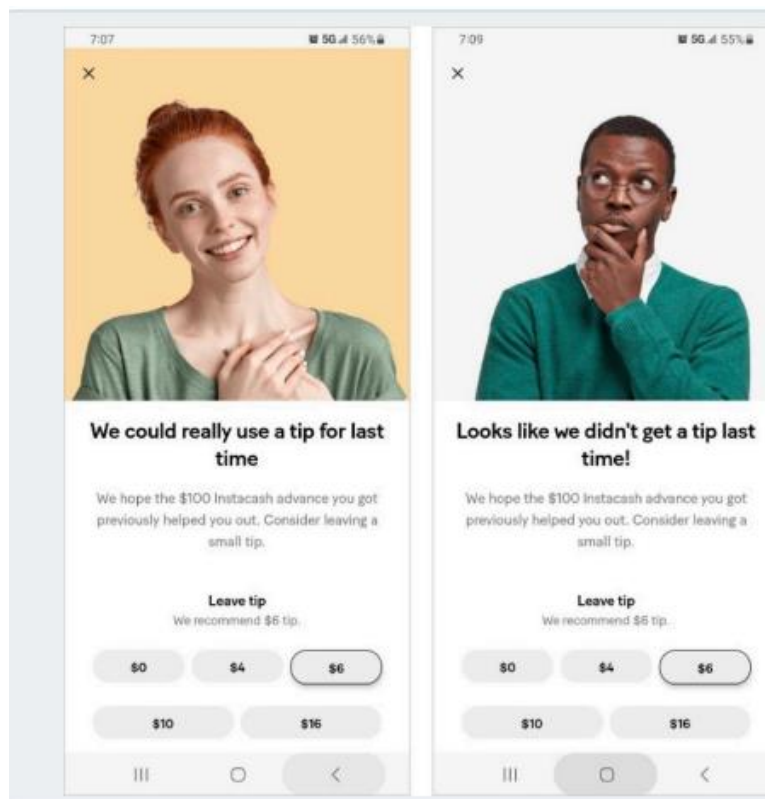 7:07
5G 56%
We could really use a tip for last
time
We hope the $100 Instacash advance you got
previously helped you out. Consider leaving a
small tip.
Leave tip
We recommend $6 tip.
$0 $4 $6
$10 $16
7:09
5G 55%
Looks like we didn't get a tip last
time!
We hope the $100 Instacash advance you got
previously helped you out. Consider leaving a
small tip.
Leave tip
We recommend $6 tip.
$0 $4 $6
$10 $16